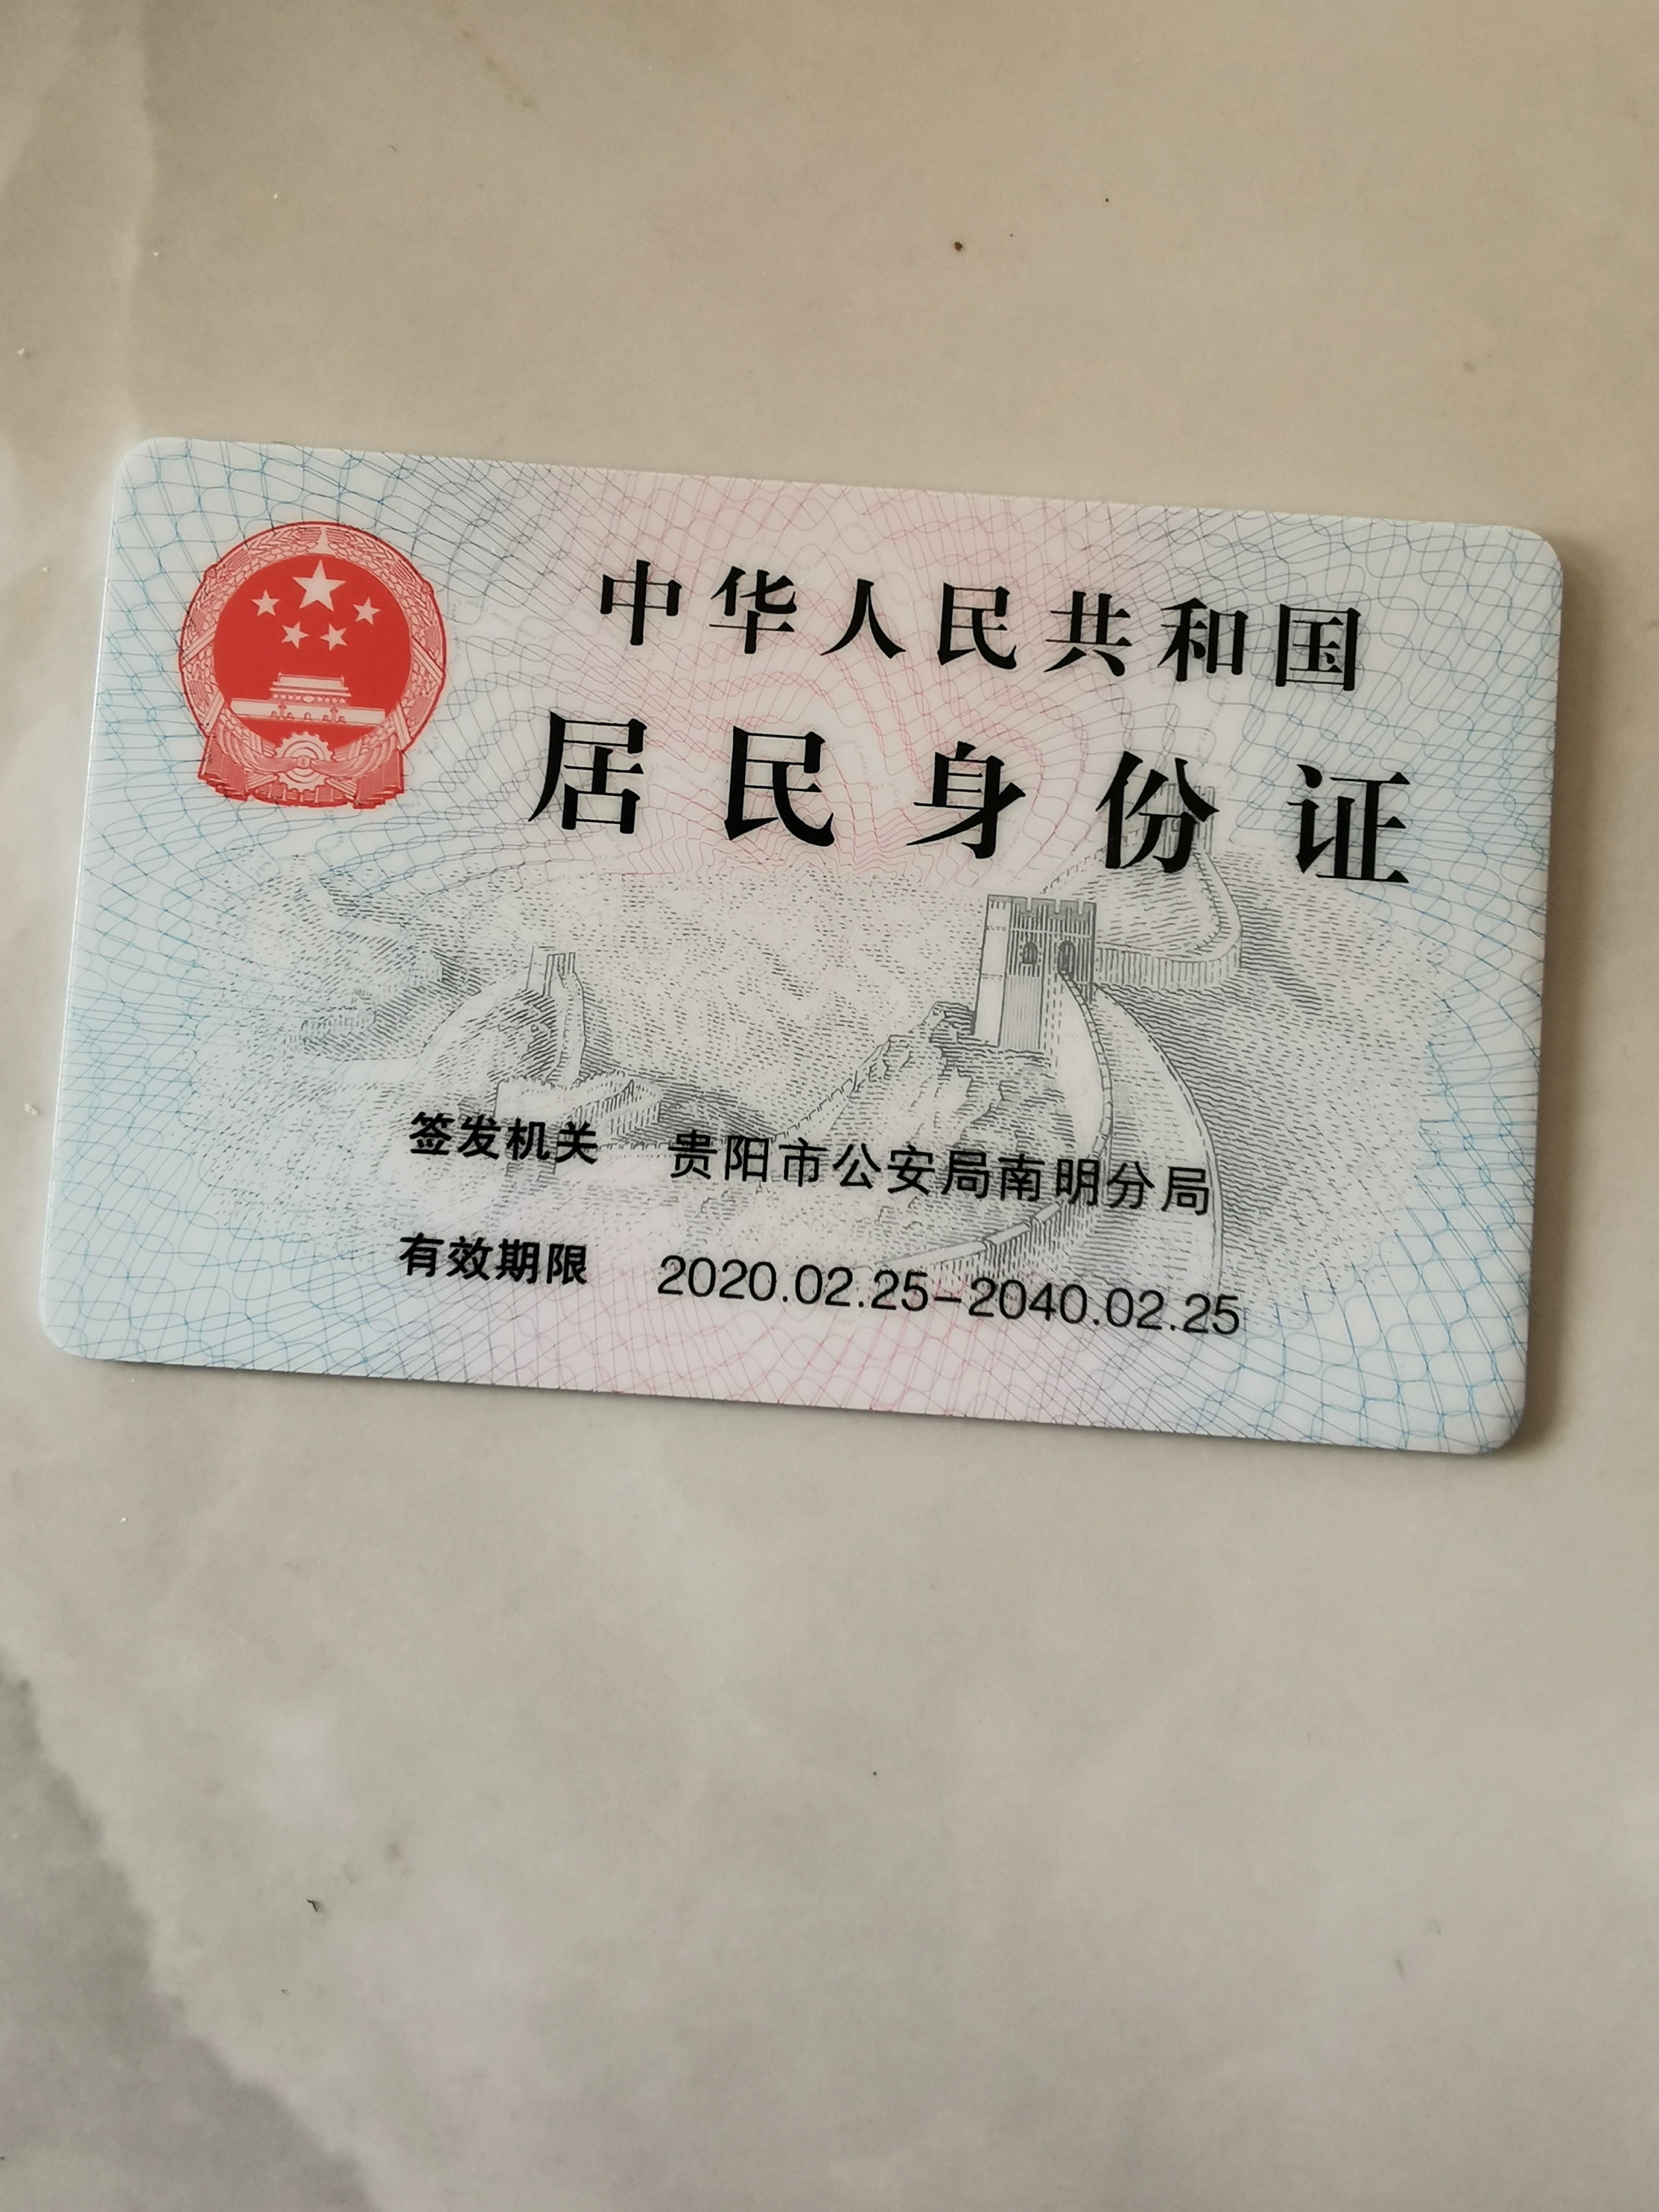 中华人民共和国
居民身份证
签发机关 贵阳市公安局南明分局
有效期限 2020.02.25-2040.02.25